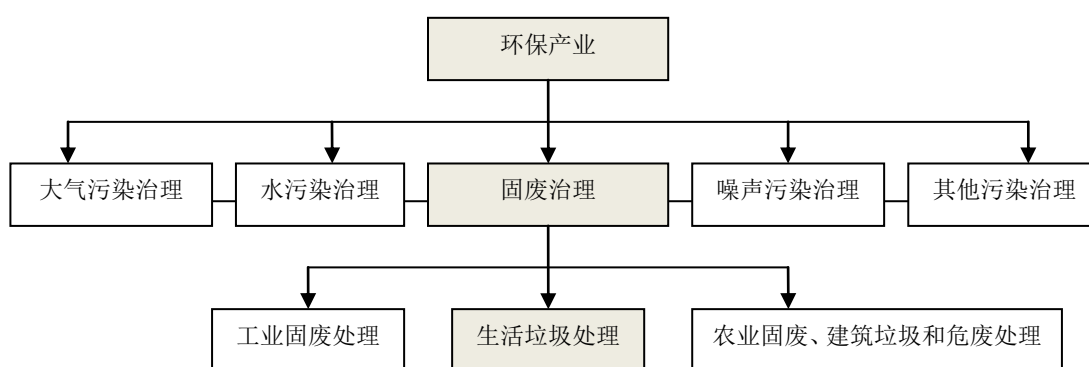 环保产业
大气污染治理
水污染治理
固废治理
噪声污染治理
其他污染治理
工业固废处理
生活垃圾处理
农业固废、建筑垃圾和危废处理